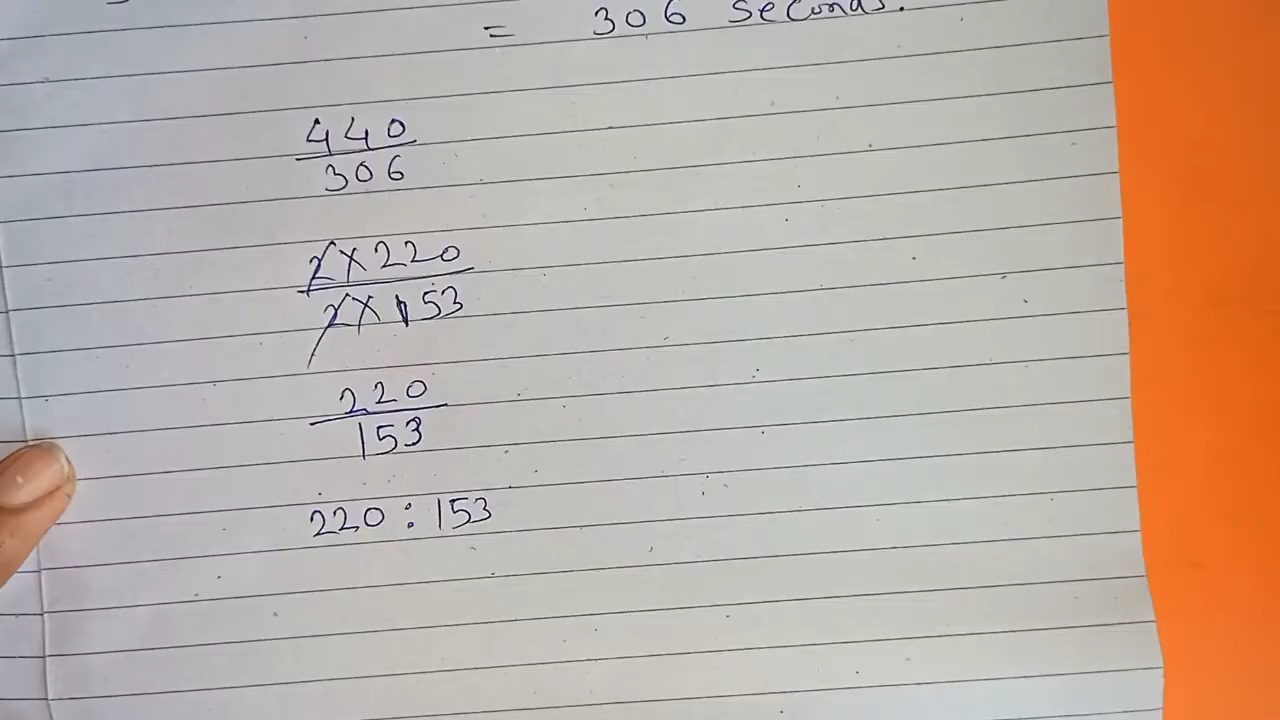 = 306 seconds.
440
306
2 X 220
2 X 153
220
153
220 : 153